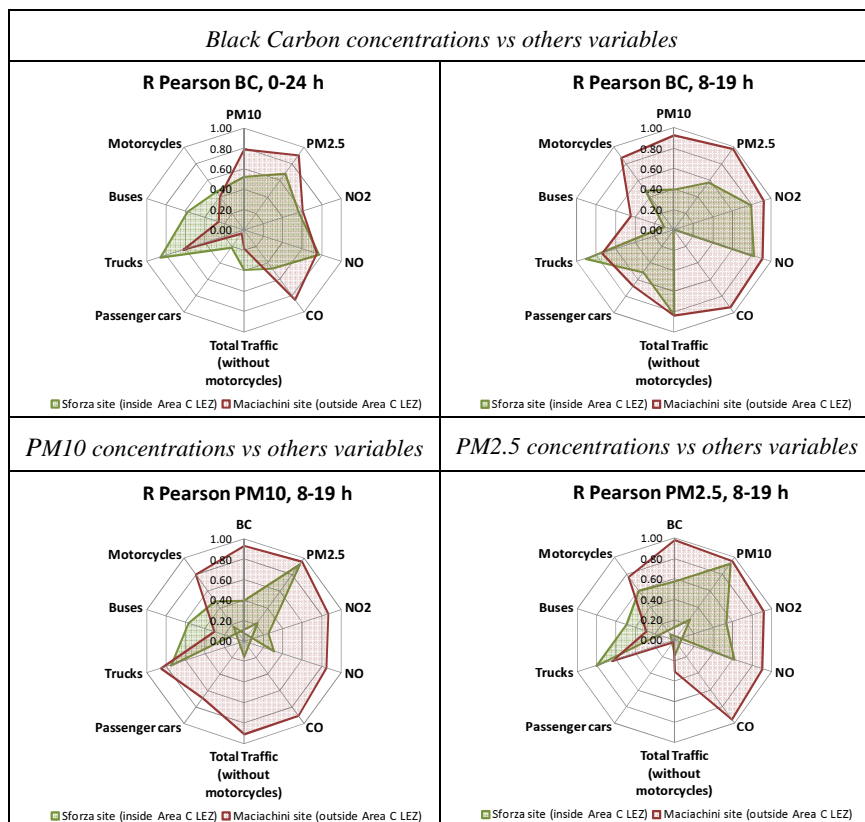 Black Carbon concentrations vs others variables
R Pearson BC, 0-24 h
PM10
1.00
0.80
0.60
0.40
0.20
0.00
PM2.5
NO2
NO
CO
Total Traffic
(without
motorcycles)
Passenger cars
Trucks
Buses
Motorcycles
Sforza site (inside Area C LEZ)
Maciachini site (outside Area C LEZ)
R Pearson BC, 8-19 h
PM10
1.00
0.80
0.60
0.40
0.20
0.00
PM2.5
NO2
NO
CO
Total Traffic
(without
motorcycles)
Passenger cars
Trucks
Buses
Motorcycles
Sforza site (inside Area C LEZ)
Maciachini site (outside Area C LEZ)
PM10 concentrations vs others variables
R Pearson PM10, 8-19 h
BC
1.00
0.80
0.60
0.40
0.20
0.00
PM2.5
NO2
NO
CO
Total Traffic
(without
motorcycles)
Passenger cars
Trucks
Buses
Motorcycles
Sforza site (inside Area C LEZ)
Maciachini site (outside Area C LEZ)
PM2.5 concentrations vs others variables
R Pearson PM2.5, 8-19 h
BC
1.00
0.80
0.60
0.40
0.20
0.00
PM10
NO2
NO
CO
Total Traffic
(without
motorcycles)
Passenger cars
Trucks
Buses
Motorcycles
Sforza site (inside Area C LEZ)
Maciachini site (outside Area C LEZ)